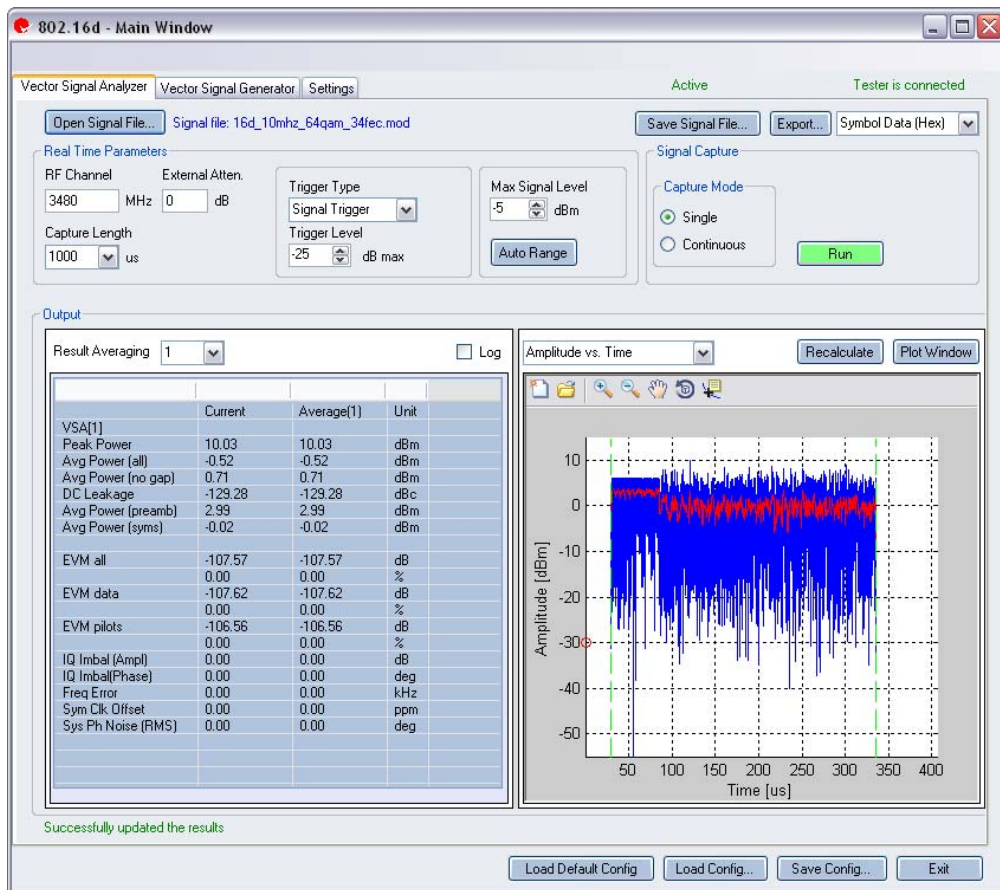 802.16d - Main Window
Vector Signal Analyzer Vector Signal Generator Settings Active Tester is connected
Open Signal File... Signal file: 16d_10mhz_64qam_34fec.mod Save Signal File... Export... Symbol Data (Hex)
Real Time Parameters Signal Capture
RF Channel External Atten.
3480 MHz 0 dB
Capture Length
1000 us
Trigger Type
Signal Trigger
Trigger Level
-25 dB max
Max Signal Level
-5 dBm
Auto Range
Capture Mode
Single
Continuous
Run
Output
Result Averaging 1 Log
Current Average(1) Unit
VSA[1]
Peak Power 10.03 10.03 dBm
Avg Power (all) -0.52 -0.52 dBm
Avg Power (no gap) 0.71 0.71 dBm
DC Leakage -129.28 -129.28 dBc
Avg Power (preamb) 2.99 2.99 dBm
Avg Power (syms) -0.02 -0.02 dBm
EVM all -107.57 -107.57 dB
0.00 0.00 %
EVM data -107.62 -107.62 dB
0.00 0.00 %
EVM pilots -106.56 -106.56 dB
0.00 0.00 %
IQ Imbal (Ampl) 0.00 0.00 dB
IQ Imbal(Phase) 0.00 0.00 deg
Freq Error 0.00 0.00 kHz
Sym Clk Offset 0.00 0.00 ppm
Sys Ph Noise (RMS) 0.00 0.00 deg
Amplitude vs. Time Recalculate Plot Window
Amplitude [dBm]
10
0
-10
-20
-30
-40
-50
50 100 150 200 250 300 350 400
Time [us]
Successfully updated the results
Load Default Config Load Config... Save Config... Exit